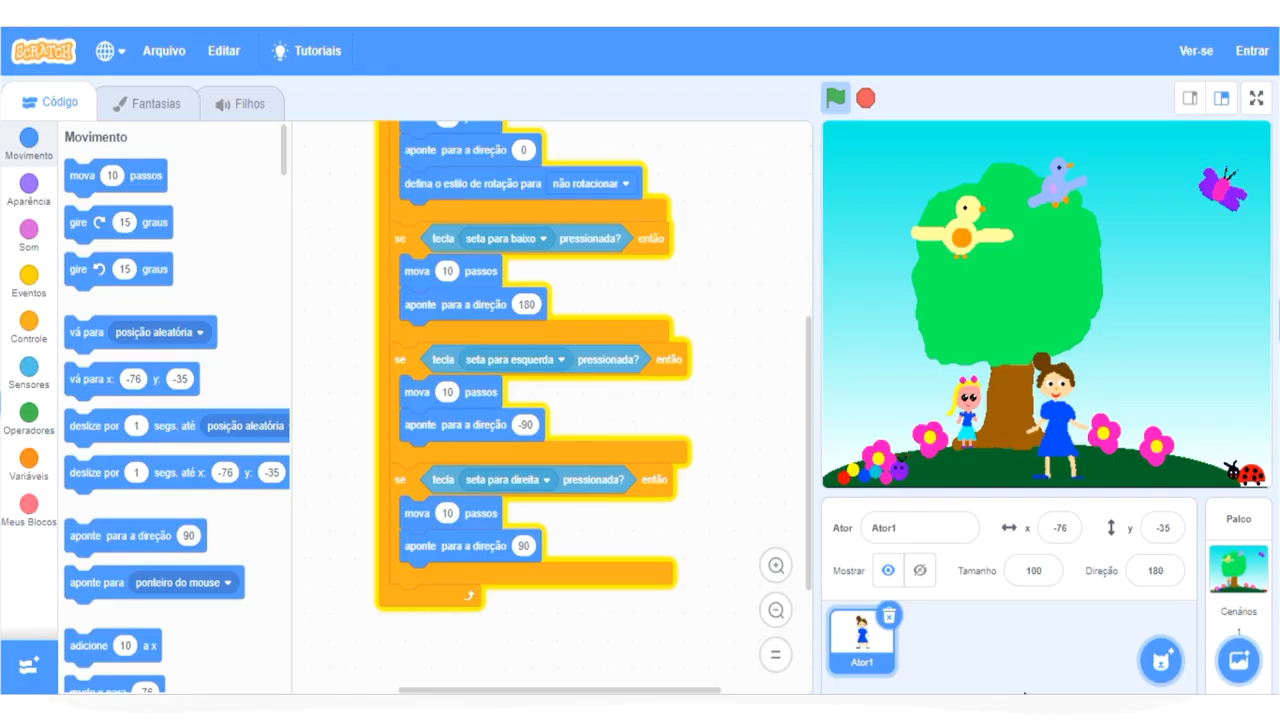 SCRATCH
Arquivo
Editar
Tutoriais
Ver-se
Entrar
Código
Fantasias
Filhos
Movimento
Aparência
Som
Eventos
Controle
Sensores
Operadores
Variáveis
Meus Blocos
Movimento
mova 10 passos
gire 15 graus
gire 15 graus
vá para posição aleatória
vá para x: -76 y: -35
deslize por 1 segs. até posição aleatória
deslize por 1 segs. até x: -76 y: -35
aponte para a direção 90
aponte para ponteiro do mouse
adicione 10 a x
aponte para a direção 0
defina o estilo de rotação para não rotacionar
se tecla seta para baixo pressionada? então
mova 10 passos
aponte para a direção 180
se tecla seta para esquerda pressionada? então
mova 10 passos
aponte para a direção -90
se tecla seta para direita pressionada? então
mova 10 passos
aponte para a direção 90
Ator Ator1 x -76 y -35
Mostrar Tamanho 100 Direção 180
Ator1
Palco
Cenários
1